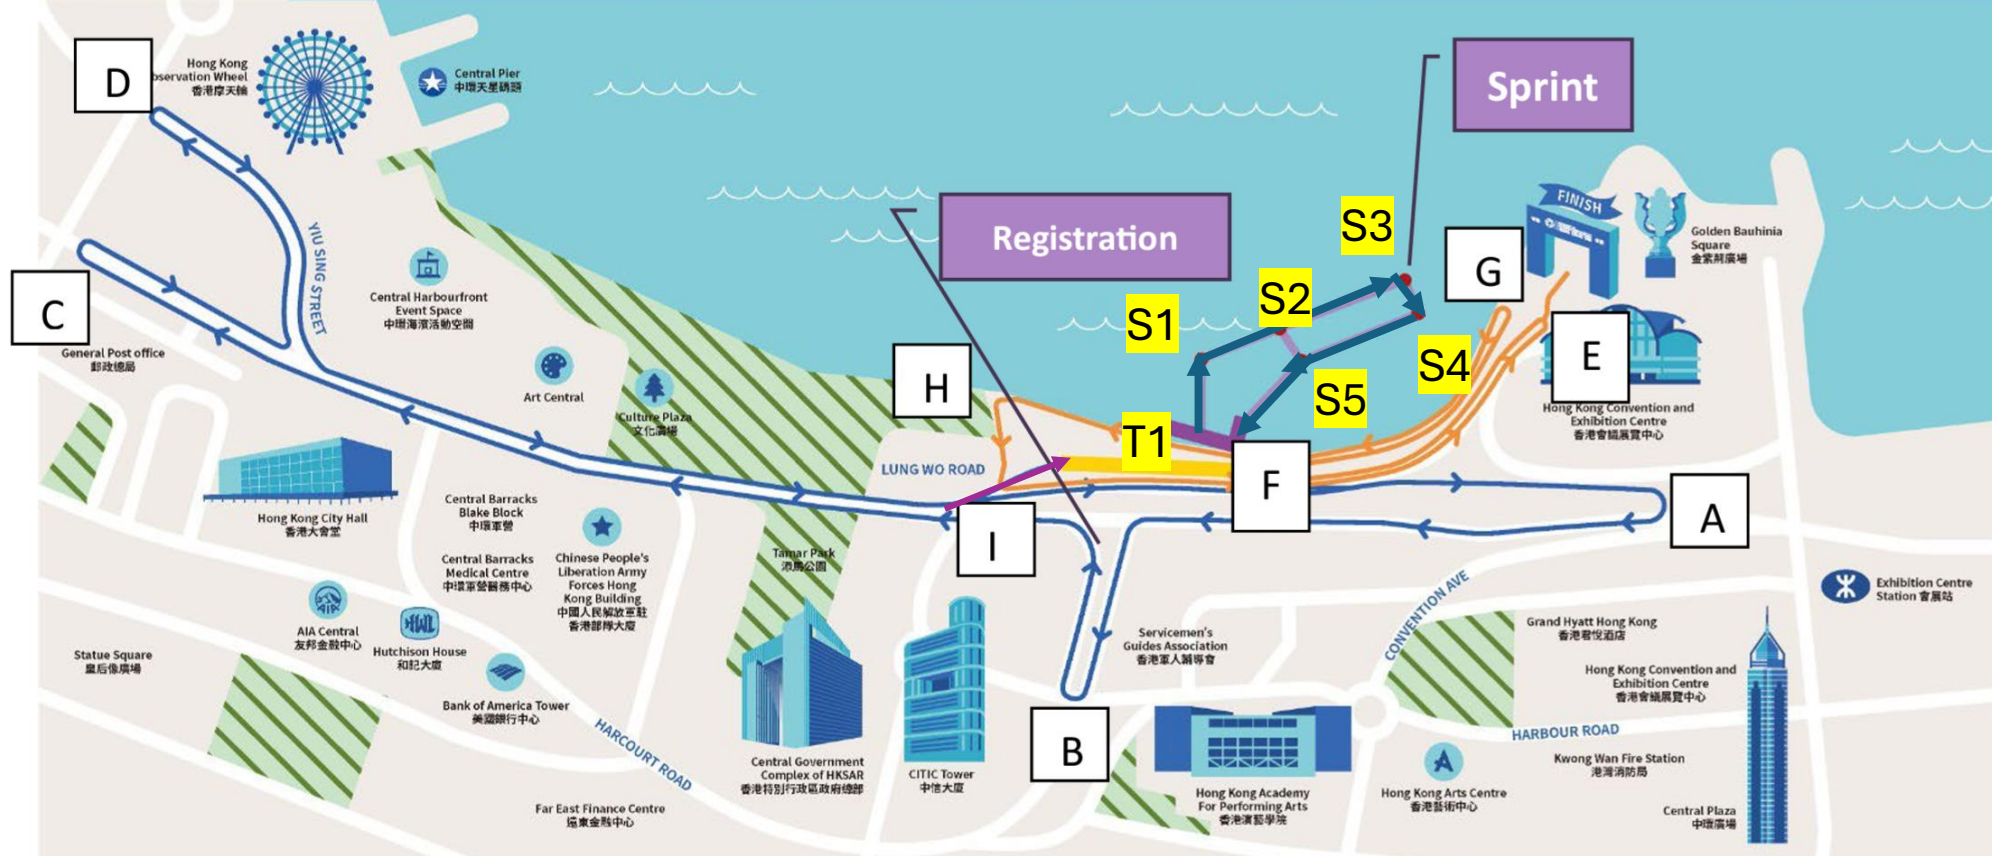 D
Hong Kong
bservation Wheel
香港摩天輪
Central Pier
中環天星碼頭
Sprint
Registration
S3
S2
S1
S4
S5
T1
G
FINISH
Golden Bauhinia
Square
金紫荊廣場
E
Hong Kong Convention and
Exhibition Centre
香港會議展覽中心
C
General Post office
郵政總局
YIU SING STREET
Central Harbourfront
Event Space
中環海濱活動空間
Art Central
Culture Plaza
文化廣場
H
LUNG WO ROAD
F
A
I
B
Hong Kong City Hall
香港大會堂
Central Barracks
Blake Block
中環軍營
Central Barracks
Medical Centre
中環軍營醫務中心
Chinese People's
Liberation Army
Forces Hong
Kong Building
中國人民解放軍駐
香港部隊大廈
Tamar Park
添馬公園
AIA
AIA Central
友邦金融中心
HWL
Hutchison House
和記大廈
Statue Square
皇后像廣場
Bank of America Tower
美國銀行中心
HARCOURT ROAD
Far East Finance Centre
遠東金融中心
Central Government
Complex of HKSAR
香港特別行政區政府總部
CITIC Tower
中信大廈
Servicemen's
Guides Association
香港軍人輔導會
Hong Kong Academy
For Performing Arts
香港演藝學院
CONVENTION AVE
Exhibition Centre
Station 會展站
Grand Hyatt Hong Kong
香港君悅酒店
Hong Kong Convention and
Exhibition Centre
香港會議展覽中心
HARBOUR ROAD
Kwong Wan Fire Station
港灣消防局
Hong Kong Arts Centre
香港藝術中心
Central Plaza
中環廣場